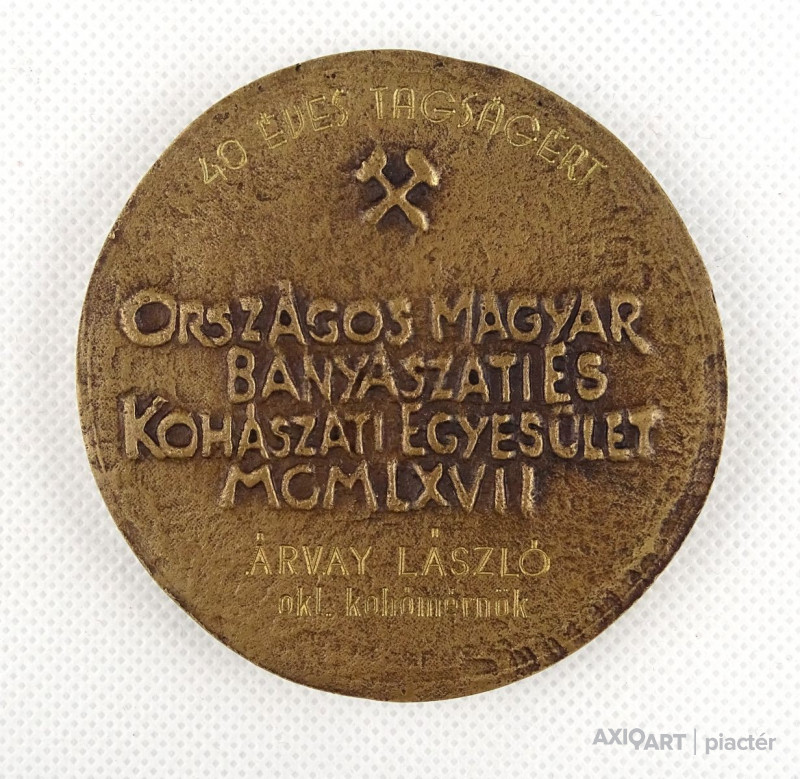 40 ÉVES TAGSÁGÉRT
ORSZÁGOS MAGYAR
BÁNYÁSZATI ÉS
KOHÁSZATI EGYESÜLET
MCMLXVII
ÁRVAY LÁSZLÓ
okl. kohómérnök
AXIOART | piactér